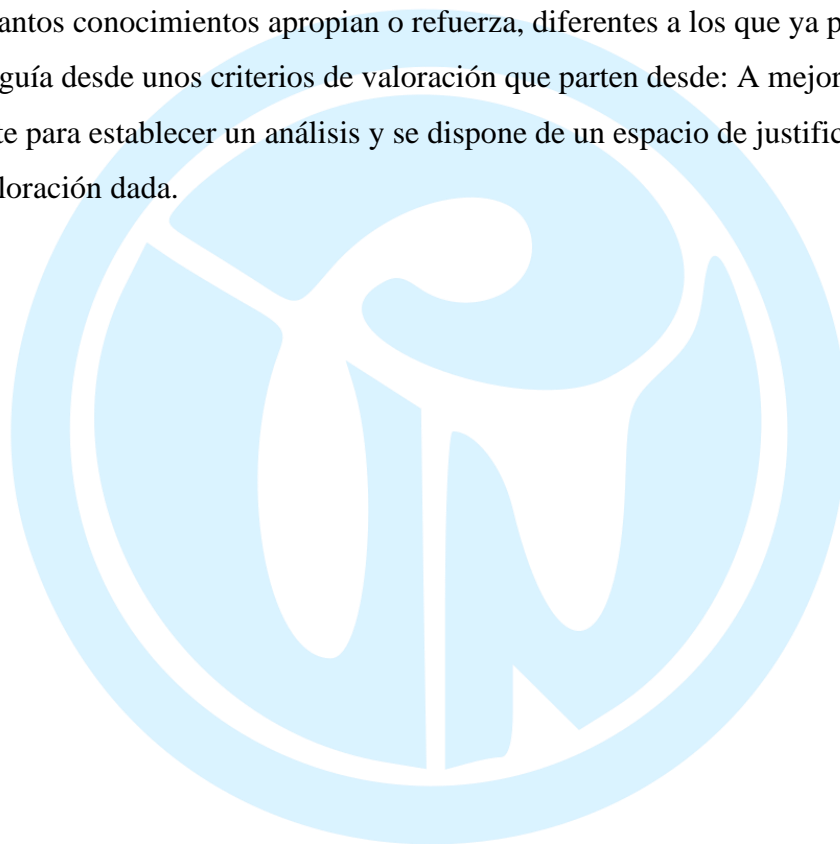 antos conocimientos apropian o refuerza, diferentes a los que ya p
guía desde unos criterios de valoración que parten desde: A mejor
te para establecer un análisis y se dispone de un espacio de justific
loración dada.